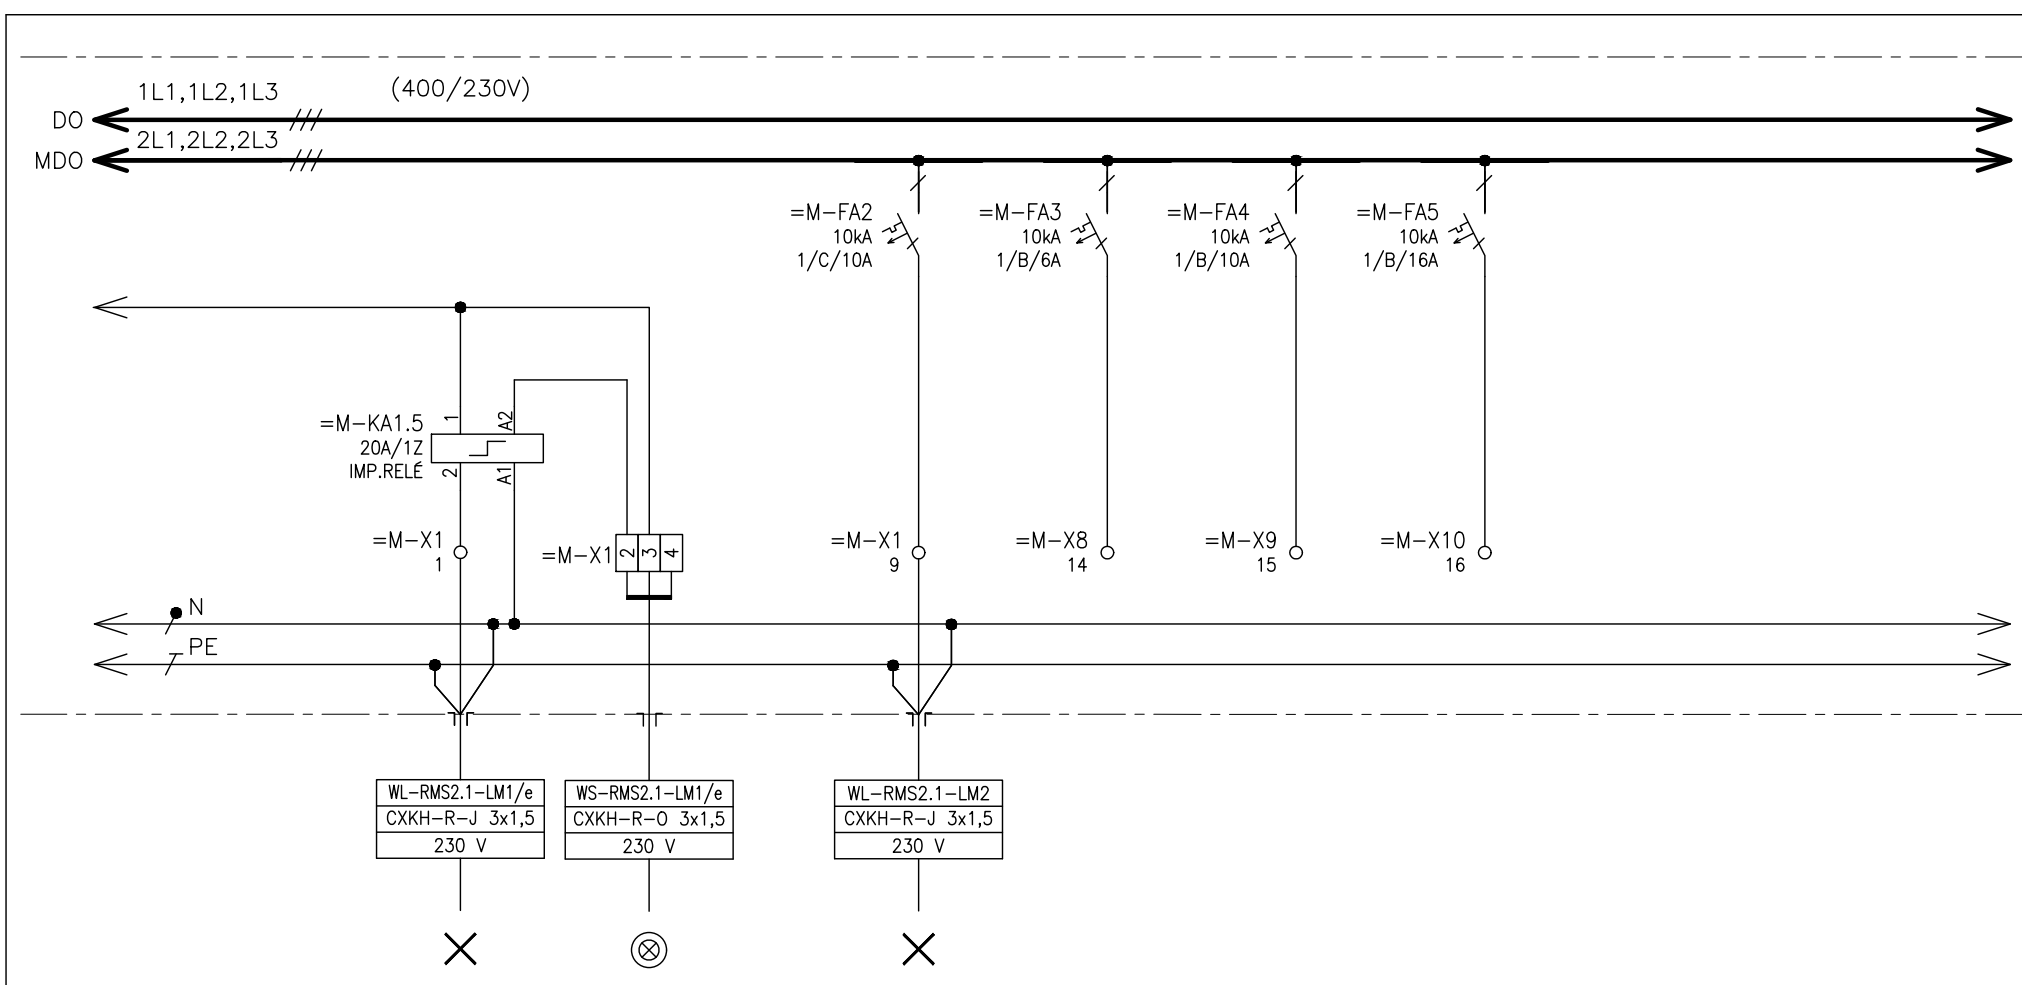 1L1,1L2,1L3
(400/230V)
DO
2L1,2L2,2L3
MDO
=M-FA2
10kA
1/C/10A
=M-FA3
10kA
1/B/6A
=M-FA4
10kA
1/B/10A
=M-FA5
10kA
1/B/16A
=M-KA1.5
20A/1Z
IMP.RELÉ
1
A2
2
A1
=M-X1
1
=M-X1
2
3
4
=M-X1
9
=M-X8
14
=M-X9
15
=M-X10
16
N
PE
WL-RMS2.1-LM1/e
CXKH-R-J 3x1,5
230 V
WS-RMS2.1-LM1/e
CXKH-R-O 3x1,5
230 V
WL-RMS2.1-LM2
CXKH-R-J 3x1,5
230 V